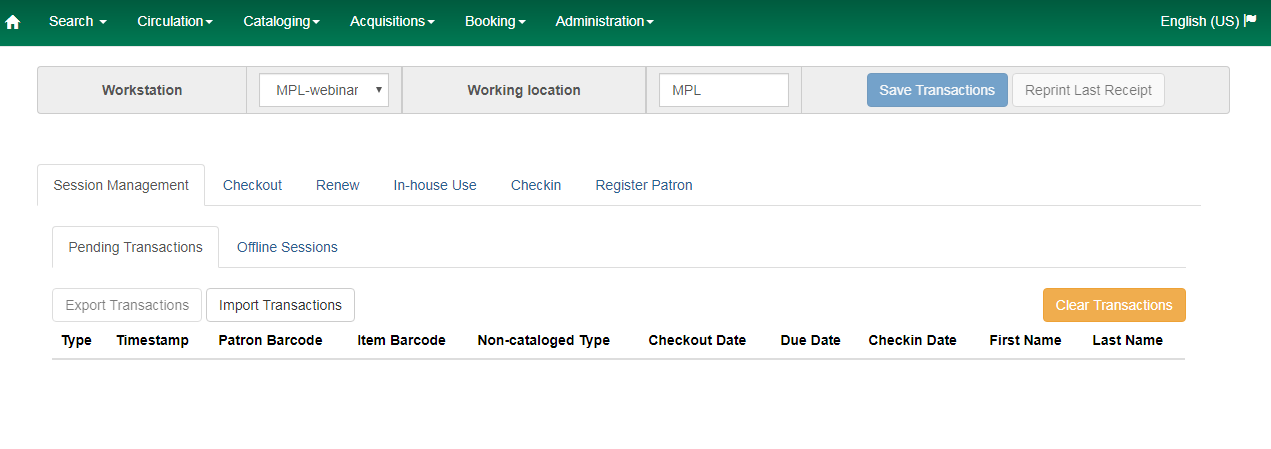 Search Circulation Cataloging Acquisitions Booking Administration English (US)
Workstation MPL-webinar Working location MPL Save Transactions Reprint Last Receipt
Session Management Checkout Renew In-house Use Checkin Register Patron
Pending Transactions Offline Sessions
Export Transactions Import Transactions Clear Transactions
Type Timestamp Patron Barcode Item Barcode Non-cataloged Type Checkout Date Due Date Checkin Date First Name Last Name